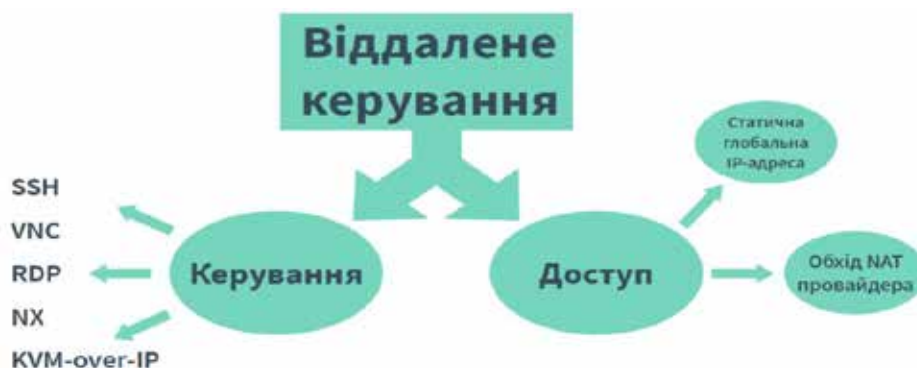 Віддалене
керування
Статична
глобальна
IP-адреса
SSH
VNC
RDP
NX
KVM-over-IP
Керування
Доступ
Обхід NAT
провайдера